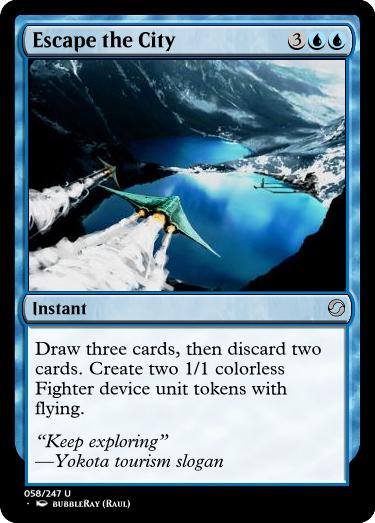 Escape the City 3
Instant
Draw three cards, then discard two
cards. Create two 1/1 colorless
Fighter device unit tokens with
flying.
“Keep exploring”
—Yokota tourism slogan
058/247 U
· BubbleRay (Raul)